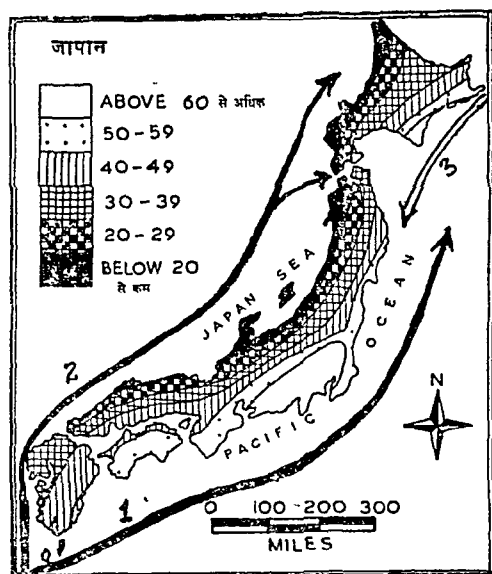 जापान
ABOVE 60 से अधिक
50-59
40-49
30-39
20-29
BELOW 20
से कम
JAPAN SEA
PACIFIC OCEAN
N
1
2
3
0 100 200 300
MILES